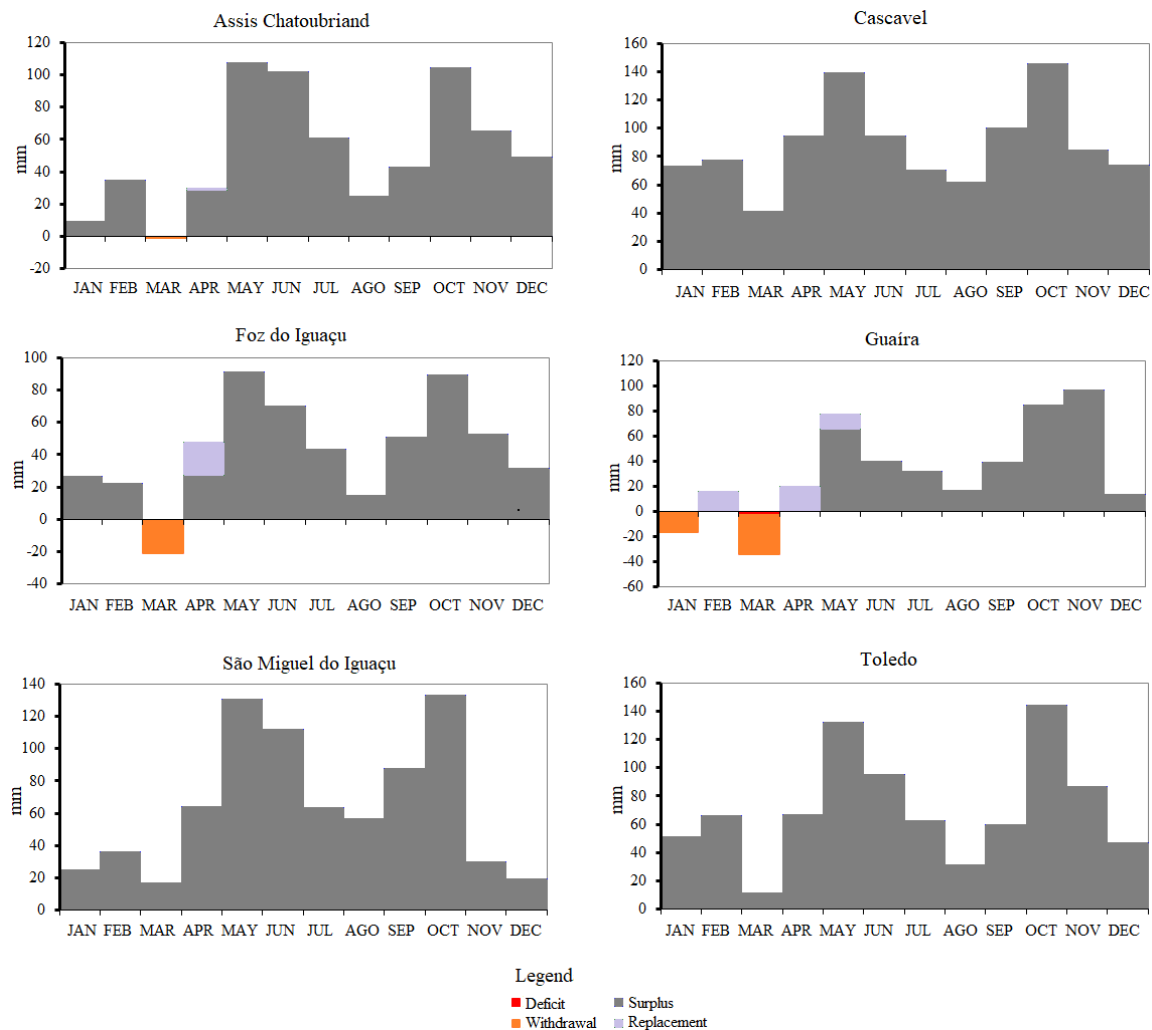 Assis Chatoubriand
120
100
80
60
40
20
0
-20
mm
JAN FEB MAR APR MAY JUN JUL AGO SEP OCT NOV DEC
Cascavel
160
140
120
100
80
60
40
20
0
mm
JAN FEB MAR APR MAY JUN JUL AGO SEP OCT NOV DEC
Foz do Iguaçu
100
80
60
40
20
0
-20
-40
mm
JAN FEB MAR APR MAY JUN JUL AGO SEP OCT NOV DEC
Guaíra
120
100
80
60
40
20
0
-20
-40
-60
mm
JAN FEB MAR APR MAY JUN JUL AGO SEP OCT NOV DEC
São Miguel do Iguaçu
140
120
100
80
60
40
20
0
mm
JAN FEB MAR APR MAY JUN JUL AGO SEP OCT NOV DEC
Toledo
160
140
120
100
80
60
40
20
0
mm
JAN FEB MAR APR MAY JUN JUL AGO SEP OCT NOV DEC
Legend
Deficit Surplus
Withdrawal Replacement